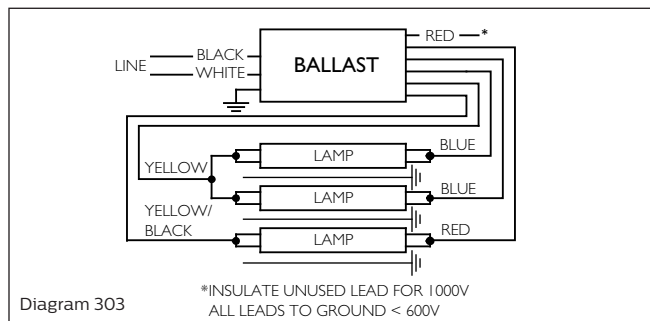 RED *
BLACK
LINE
WHITE
BALLAST
LAMP
BLUE
YELLOW
LAMP
BLUE
YELLOW/
BLACK
LAMP
RED
*INSULATE UNUSED LEAD FOR 1000V
ALL LEADS TO GROUND < 600V
Diagram 303